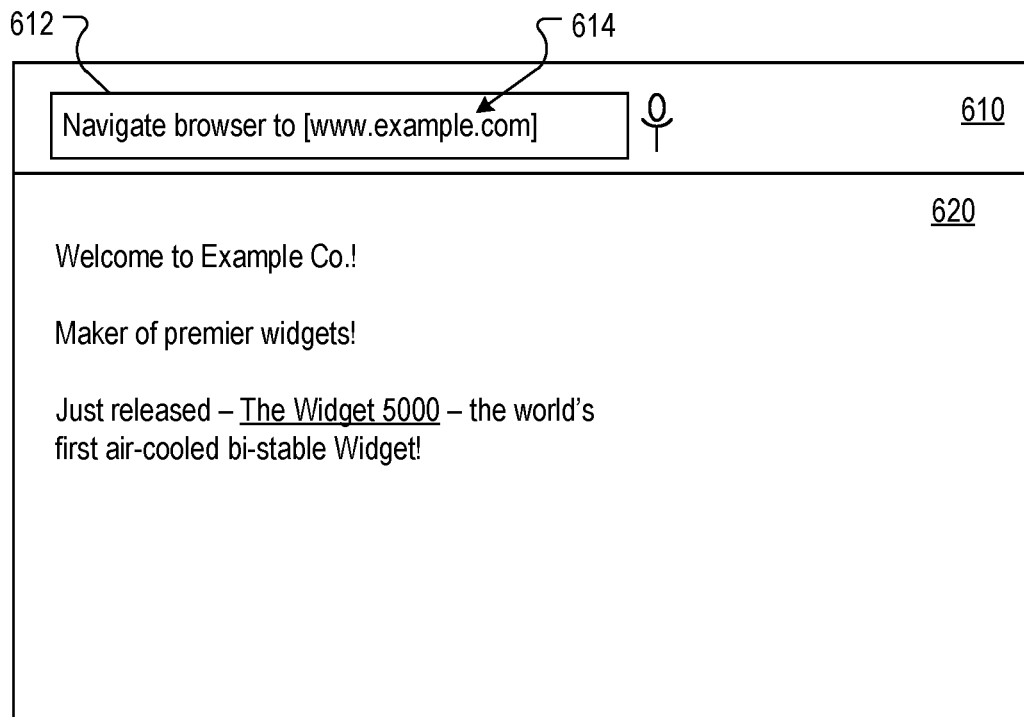 612
614
Navigate browser to [www.example.com]
610
620
Welcome to Example Co.!
Maker of premier widgets!
Just released – The Widget 5000 – the world's
first air-cooled bi-stable Widget!